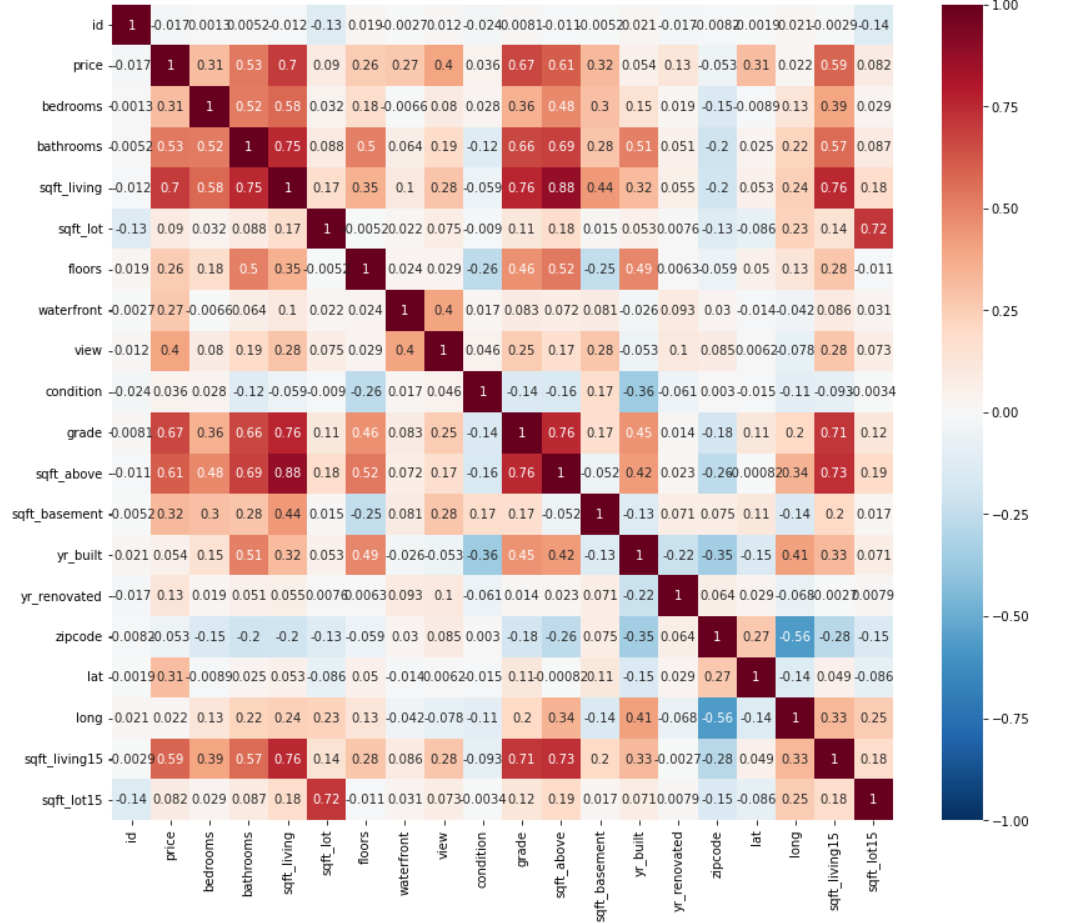 id 1 -0.017 0.0013 0.0052 -0.012 -0.13 0.019 -0.0027 0.012 -0.024 0.0081 -0.011 -0.0052 0.021 -0.017 -0.0082 0.0019 0.021 -0.0029 -0.14 1.00
price -0.017 1 0.31 0.53 0.7 0.09 0.26 0.27 0.4 0.036 0.67 0.61 0.32 0.054 0.13 -0.053 0.31 0.022 0.59 0.082
bedrooms -0.0013 0.31 1 0.52 0.58 0.032 0.18 -0.0066 0.08 0.028 0.36 0.48 0.3 0.15 0.019 -0.15 -0.0089 0.13 0.39 0.029 0.75
bathrooms -0.0052 0.53 0.52 1 0.75 0.088 0.5 0.064 0.19 -0.12 0.66 0.69 0.28 0.51 0.051 -0.2 0.025 0.22 0.57 0.087
sqft_living -0.012 0.7 0.58 0.75 1 0.17 0.35 0.1 0.28 -0.059 0.76 0.88 0.44 0.32 0.055 -0.2 0.053 0.24 0.76 0.18 0.50
sqft_lot -0.13 0.09 0.032 0.088 0.17 1 0.0052 0.022 0.075 -0.009 0.11 0.18 0.015 0.053 0.0076 -0.13 -0.086 0.23 0.14 0.72
floors -0.019 0.26 0.18 0.5 0.35 -0.0052 1 0.024 0.029 -0.26 0.46 0.52 -0.25 0.49 0.0063 -0.059 0.05 0.13 0.28 -0.011
waterfront -0.0027 0.27 -0.0066 0.064 0.1 0.022 0.024 1 0.4 0.017 0.083 0.072 0.081 -0.026 0.093 0.03 -0.014 -0.042 0.086 0.031 0.25
view -0.012 0.4 0.08 0.19 0.28 0.075 0.029 0.4 1 0.046 0.25 0.17 0.28 -0.053 0.1 0.085 0.0062 -0.078 0.28 0.073
condition -0.024 0.036 0.028 -0.12 -0.059 -0.009 -0.26 0.017 0.046 1 -0.14 -0.16 0.17 -0.36 -0.061 0.003 -0.015 -0.11 -0.093 -0.0034 0.00
grade -0.0081 0.67 0.36 0.66 0.76 0.11 0.46 0.083 0.25 -0.14 1 0.76 0.17 0.45 0.014 -0.18 0.11 0.2 0.71 0.12
sqft_above -0.011 0.61 0.48 0.69 0.88 0.18 0.52 0.072 0.17 -0.16 0.76 1 -0.052 0.42 0.023 -0.26 -0.00082 0.34 0.73 0.19
sqft_basement -0.0052 0.32 0.3 0.28 0.44 0.015 -0.25 0.081 0.28 0.17 0.17 -0.052 1 -0.13 0.071 0.075 0.11 -0.14 0.2 0.017 −0.25
yr_built -0.021 0.054 0.15 0.51 0.32 0.053 0.49 -0.026 -0.053 -0.36 0.45 0.42 -0.13 1 -0.22 -0.35 -0.15 0.41 0.33 0.071
yr_renovated -0.017 0.13 0.019 0.051 0.055 0.0076 0.0063 0.093 0.1 -0.061 0.014 0.023 0.071 -0.22 1 0.064 0.029 -0.068 -0.0027 0.0079 −0.50
zipcode -0.0082 -0.053 -0.15 -0.2 -0.2 -0.13 -0.059 0.03 0.085 0.003 -0.18 -0.26 0.075 -0.35 0.064 1 0.27 -0.56 -0.28 -0.15
lat -0.0019 0.31 -0.0089 0.025 0.053 -0.086 0.05 -0.014 0.0062 -0.015 0.11 -0.00082 0.11 -0.15 0.029 0.27 1 -0.14 0.049 -0.086
long -0.021 0.022 0.13 0.22 0.24 0.23 0.13 -0.042 -0.078 -0.11 0.2 0.34 -0.14 0.41 -0.068 -0.56 -0.14 1 0.33 0.25 −0.75
sqft_living15 -0.0029 0.59 0.39 0.57 0.76 0.14 0.28 0.086 0.28 -0.093 0.71 0.73 0.2 0.33 -0.0027 -0.28 0.049 0.33 1 0.18
sqft_lot15 -0.14 0.082 0.029 0.087 0.18 0.72 -0.011 0.031 0.073 -0.0034 0.12 0.19 0.017 0.071 0.0079 -0.15 -0.086 0.25 0.18 1 −1.00
id price bedrooms bathrooms sqft_living sqft_lot floors waterfront view condition grade sqft_above sqft_basement yr_built yr_renovated zipcode lat long sqft_living15 sqft_lot15